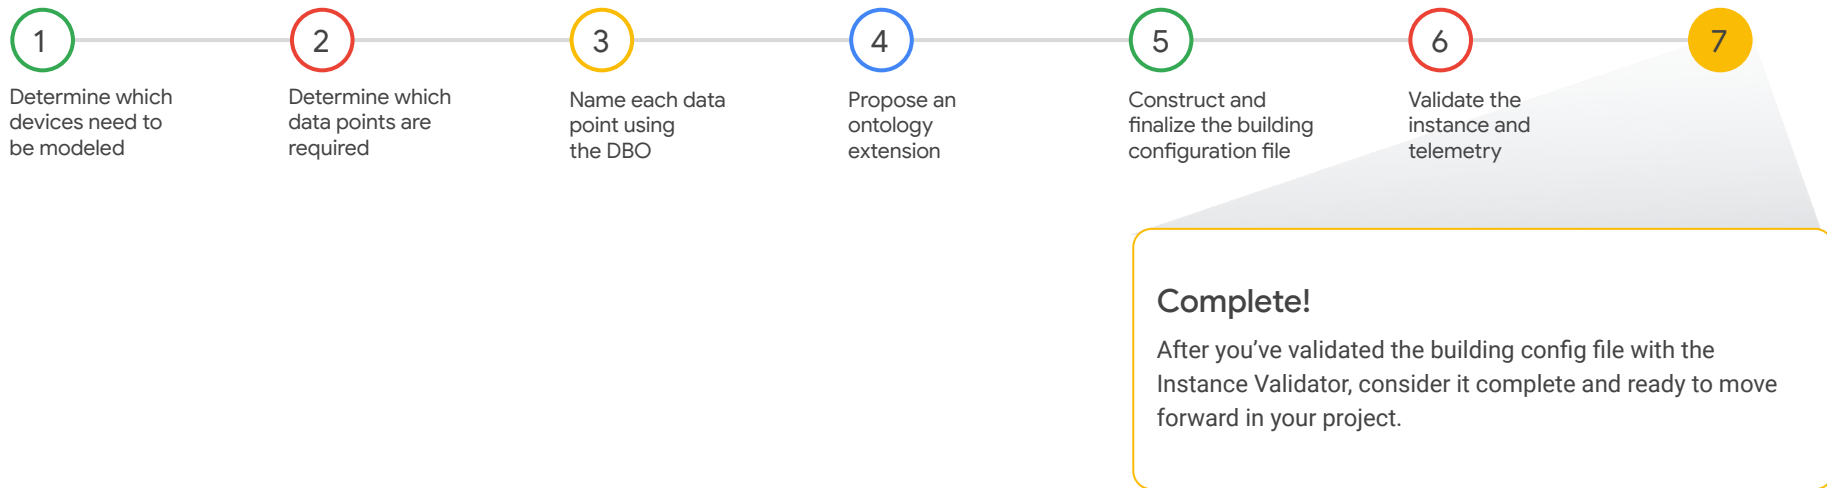 1
Determine which
devices need to
be modeled
2
Determine which
data points are
required
3
Name each data
point using
the DBO
4
Propose an
ontology
extension
5
Construct and
finalize the building
configuration file
6
Validate the
instance and
telemetry
7
Complete!
After you’ve validated the building config file with the
Instance Validator, consider it complete and ready to move
forward in your project.